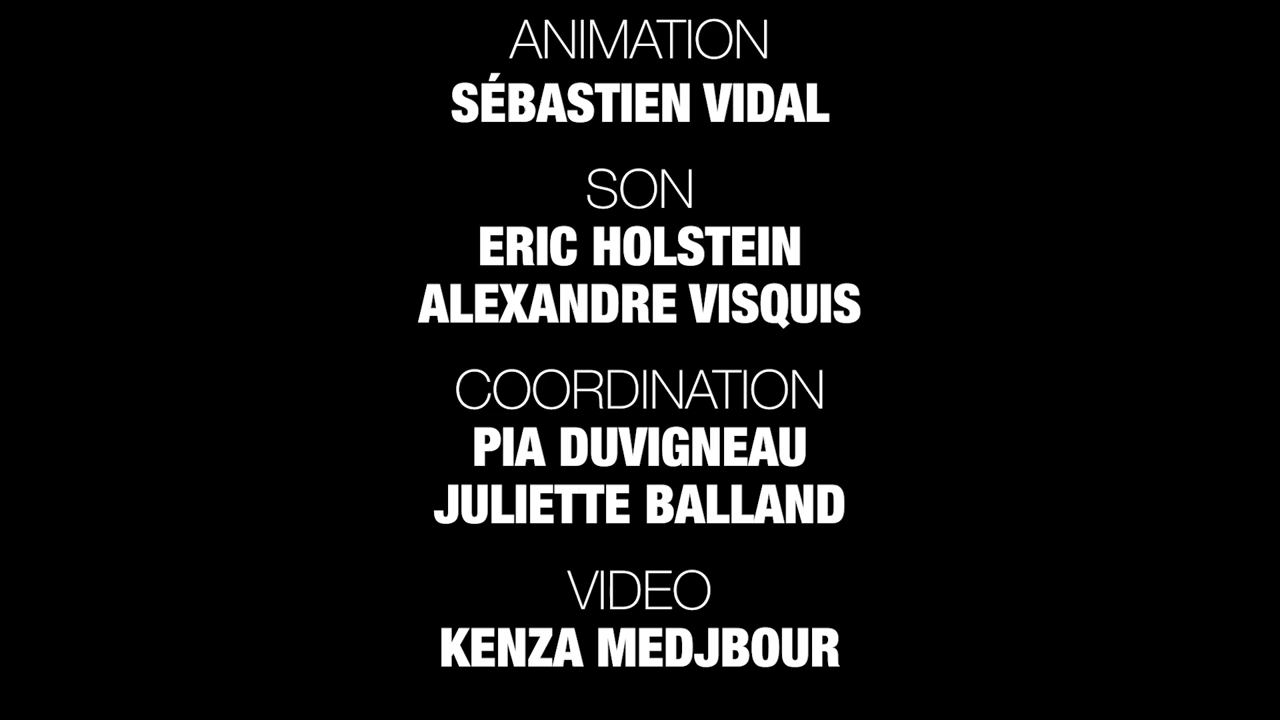 ANIMATION
SÉBASTIEN VIDAL
SON
ERIC HOLSTEIN
ALEXANDRE VISQUIS
COORDINATION
PIA DUVIGNEAU
JULIETTE BALLAND
VIDEO
KENZA MEDJBOUR